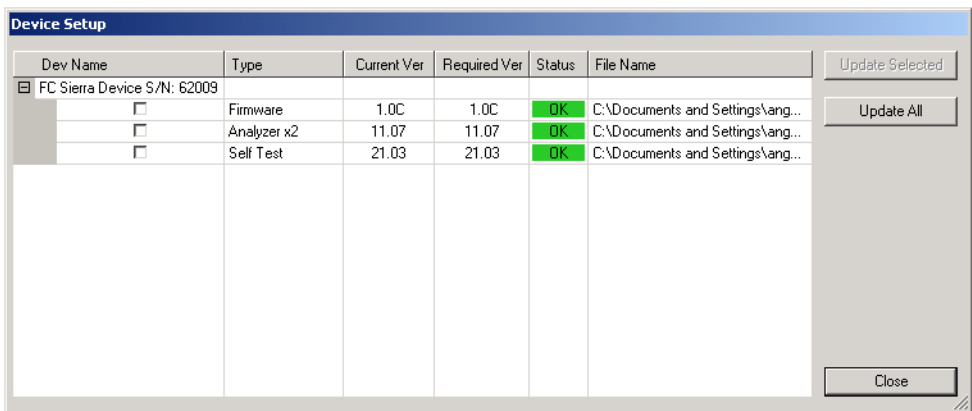 Device Setup
Dev Name Type Current Ver Required Ver Status File Name
FC Sierra Device S/N: 62009
Firmware 1.0C 1.0C OK C:\Documents and Settings\ang...
Analyzer x2 11.07 11.07 OK C:\Documents and Settings\ang...
Self Test 21.03 21.03 OK C:\Documents and Settings\ang...
Update Selected
Update All
Close